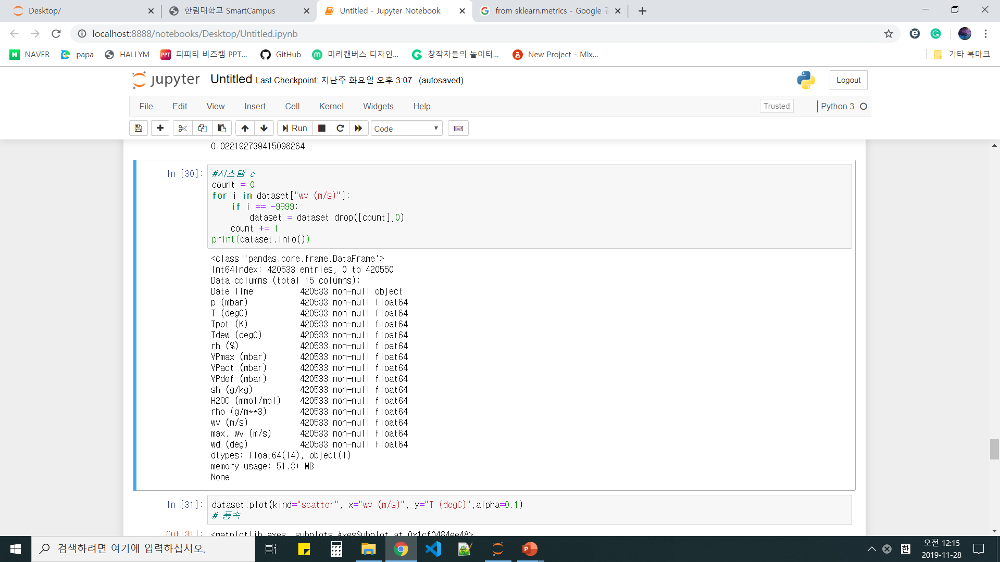 Desktop/
한림대학교 SmartCampus
Untitled - Jupyter Notebook
from sklearn.metrics - Google
localhost:8888/notebooks/Desktop/Untitled.ipynb
NAVER
papa
HALLYM
PPT
피피티 비즈캠 PPT...
GitHub
미리캔버스 디자인...
창작자들의 놀이터...
New Project - Mix...
기타 북마크
jupyter
Untitled Last Checkpoint: 지난주 화요일 오후 3:07 (autosaved)
Logout
File
Edit
View
Insert
Cell
Kernel
Widgets
Help
Trusted
Python 3
Run
Code
0.022192739415098264
In [30]:
#시스템 c
count = 0
for i in dataset["wv (m/s)"]:
    if i == -9999:
        dataset = dataset.drop([count],0)
    count += 1
print(dataset.info())
<class 'pandas.core.frame.DataFrame'>
Int64Index: 420533 entries, 0 to 420550
Data columns (total 15 columns):
Date Time          420533 non-null object
p (mbar)           420533 non-null float64
T (degC)           420533 non-null float64
Tpot (K)           420533 non-null float64
Tdew (degC)        420533 non-null float64
rh (%)             420533 non-null float64
VPmax (mbar)       420533 non-null float64
VPact (mbar)       420533 non-null float64
VPdef (mbar)       420533 non-null float64
sh (g/kg)          420533 non-null float64
H2OC (mmol/mol)    420533 non-null float64
rho (g/m**3)       420533 non-null float64
wv (m/s)           420533 non-null float64
max. wv (m/s)      420533 non-null float64
wd (deg)           420533 non-null float64
dtypes: float64(14), object(1)
memory usage: 51.3+ MB
None
In [31]:
dataset.plot(kind="scatter", x="wv (m/s)", y="T (degC)",alpha=0.1)
# 풍속
Out[31]:
<matplotlib.axes._subplots.AxesSubplot at 0x1cf0484ee48>
검색하려면 여기에 입력하십시오.
한
오전 12:15
2019-11-28